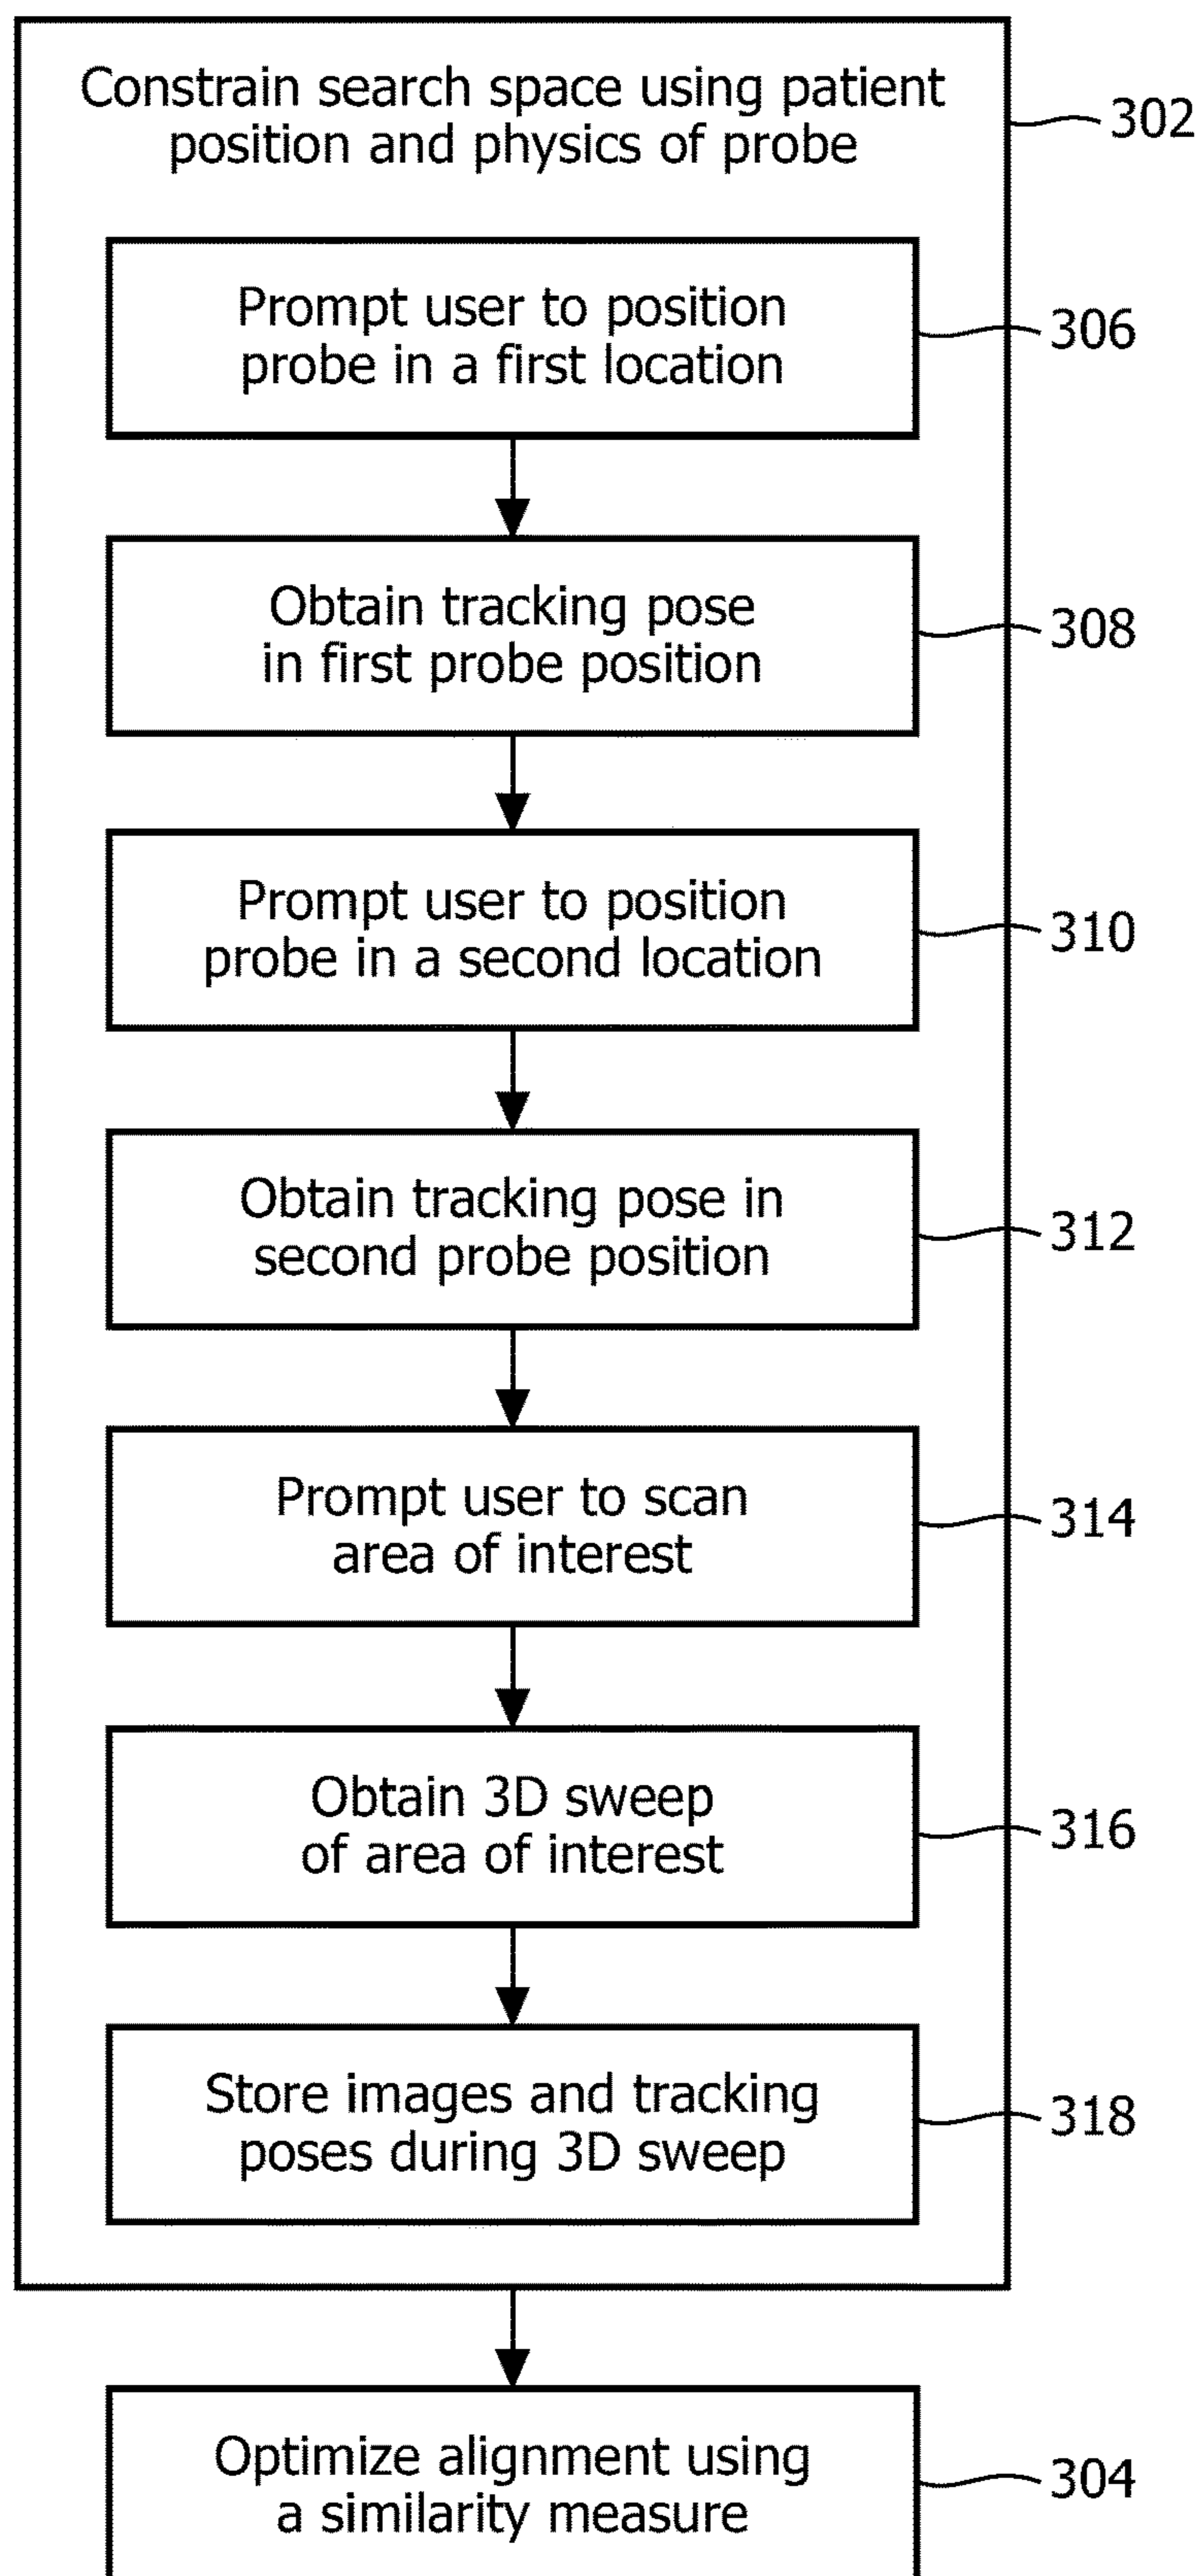 Constrain search space using patient
position and physics of probe
302
Prompt user to position
probe in a first location
306
Obtain tracking pose
in first probe position
308
Prompt user to position
probe in a second location
310
Obtain tracking pose in
second probe position
312
Prompt user to scan
area of interest
314
Obtain 3D sweep
of area of interest
316
Store images and tracking
poses during 3D sweep
318
Optimize alignment using
a similarity measure
304